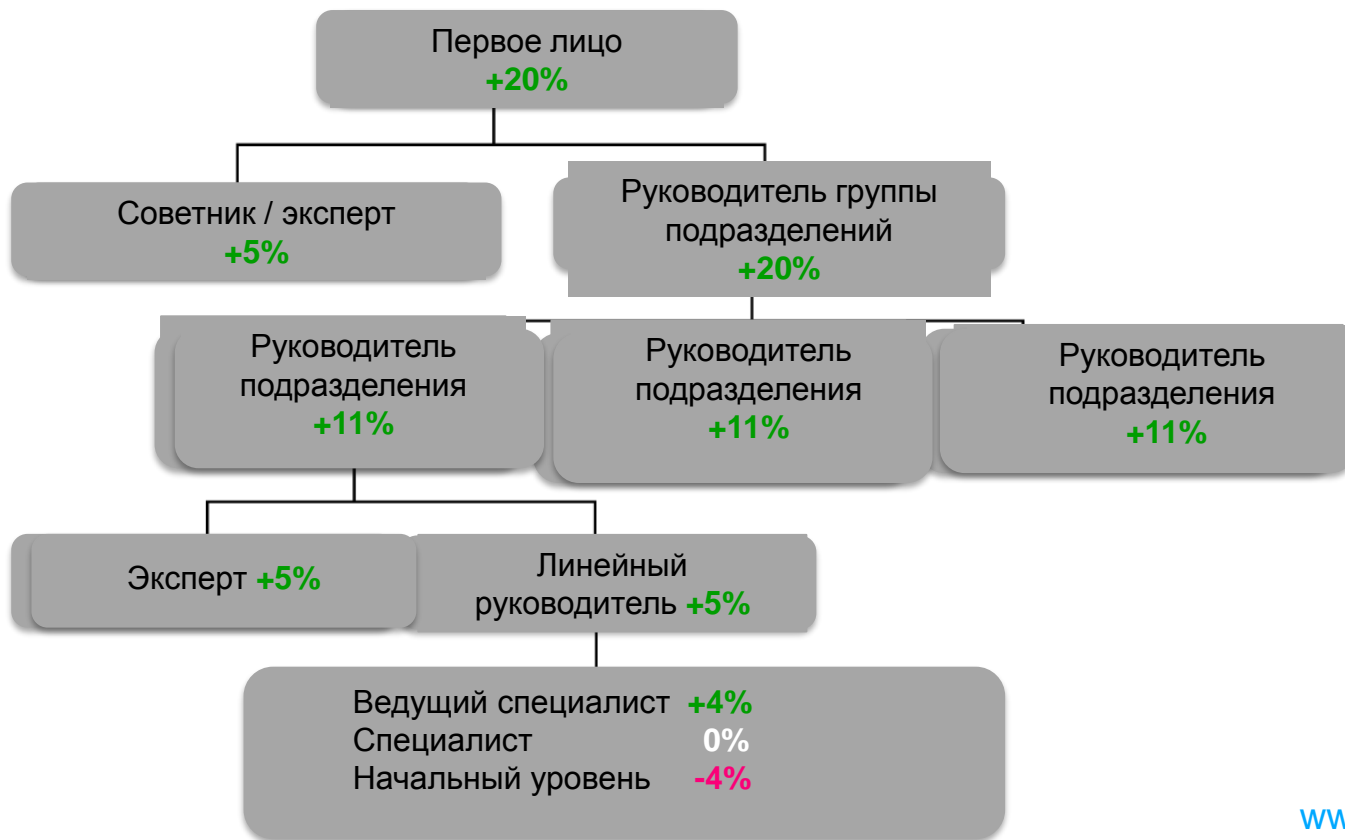 Первое лицо
+20%
Советник / эксперт
+5%
Руководитель группы
подразделений
+20%
Руководитель
подразделения
+11%
Руководитель
подразделения
+11%
Руководитель
подразделения
+11%
Эксперт +5%
Линейный
руководитель +5%
Ведущий специалист +4%
Специалист 0%
Начальный уровень -4%